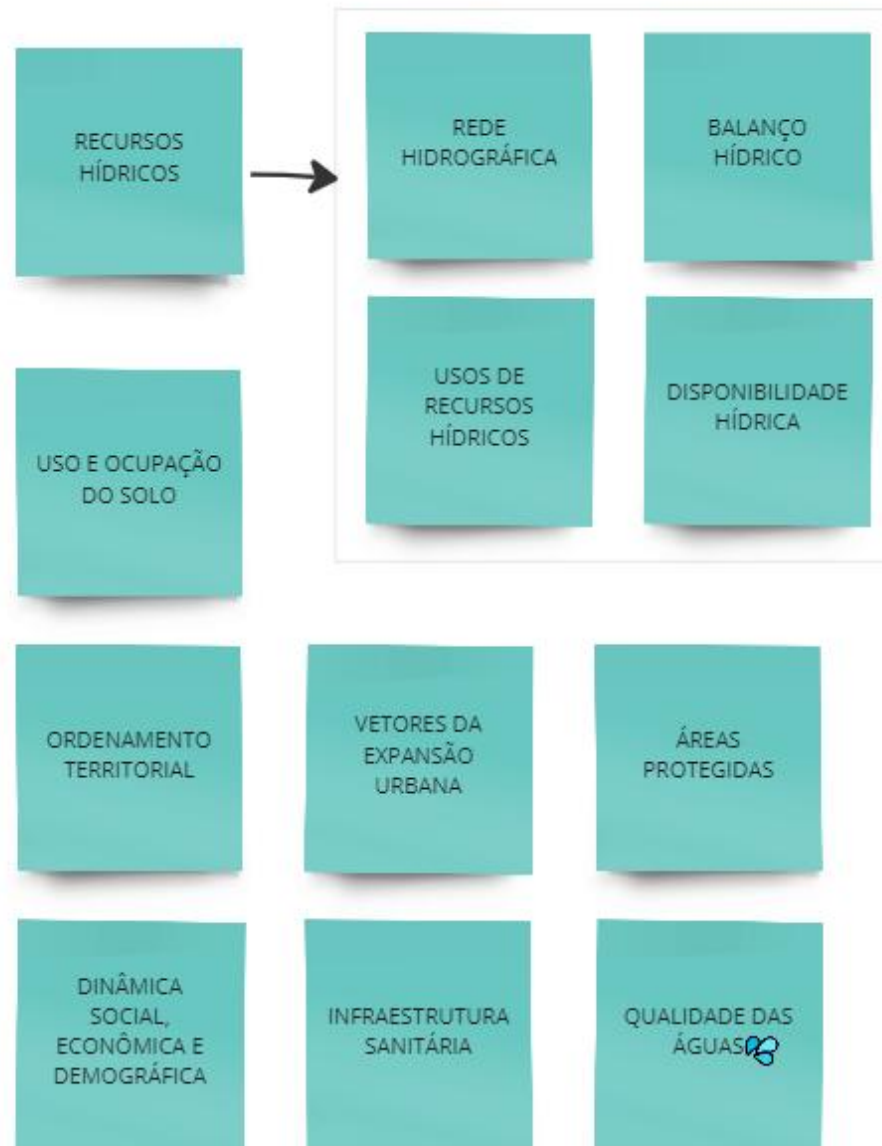 RECURSOS
HÍDRICOS
REDE
HIDROGRÁFICA
BALANÇO
HÍDRICO
USOS DE
RECURSOS
HÍDRICOS
DISPONIBILIDADE
HÍDRICA
USO E OCUPAÇÃO
DO SOLO
ORDENAMENTO
TERRITORIAL
VETORES DA
EXPANSÃO
URBANA
ÁREAS
PROTEGIDAS
DINÂMICA
SOCIAL,
ECONÔMICA E
DEMOGRÁFICA
INFRAESTRUTURA
SANITÁRIA
QUALIDADE DAS
ÁGUAS